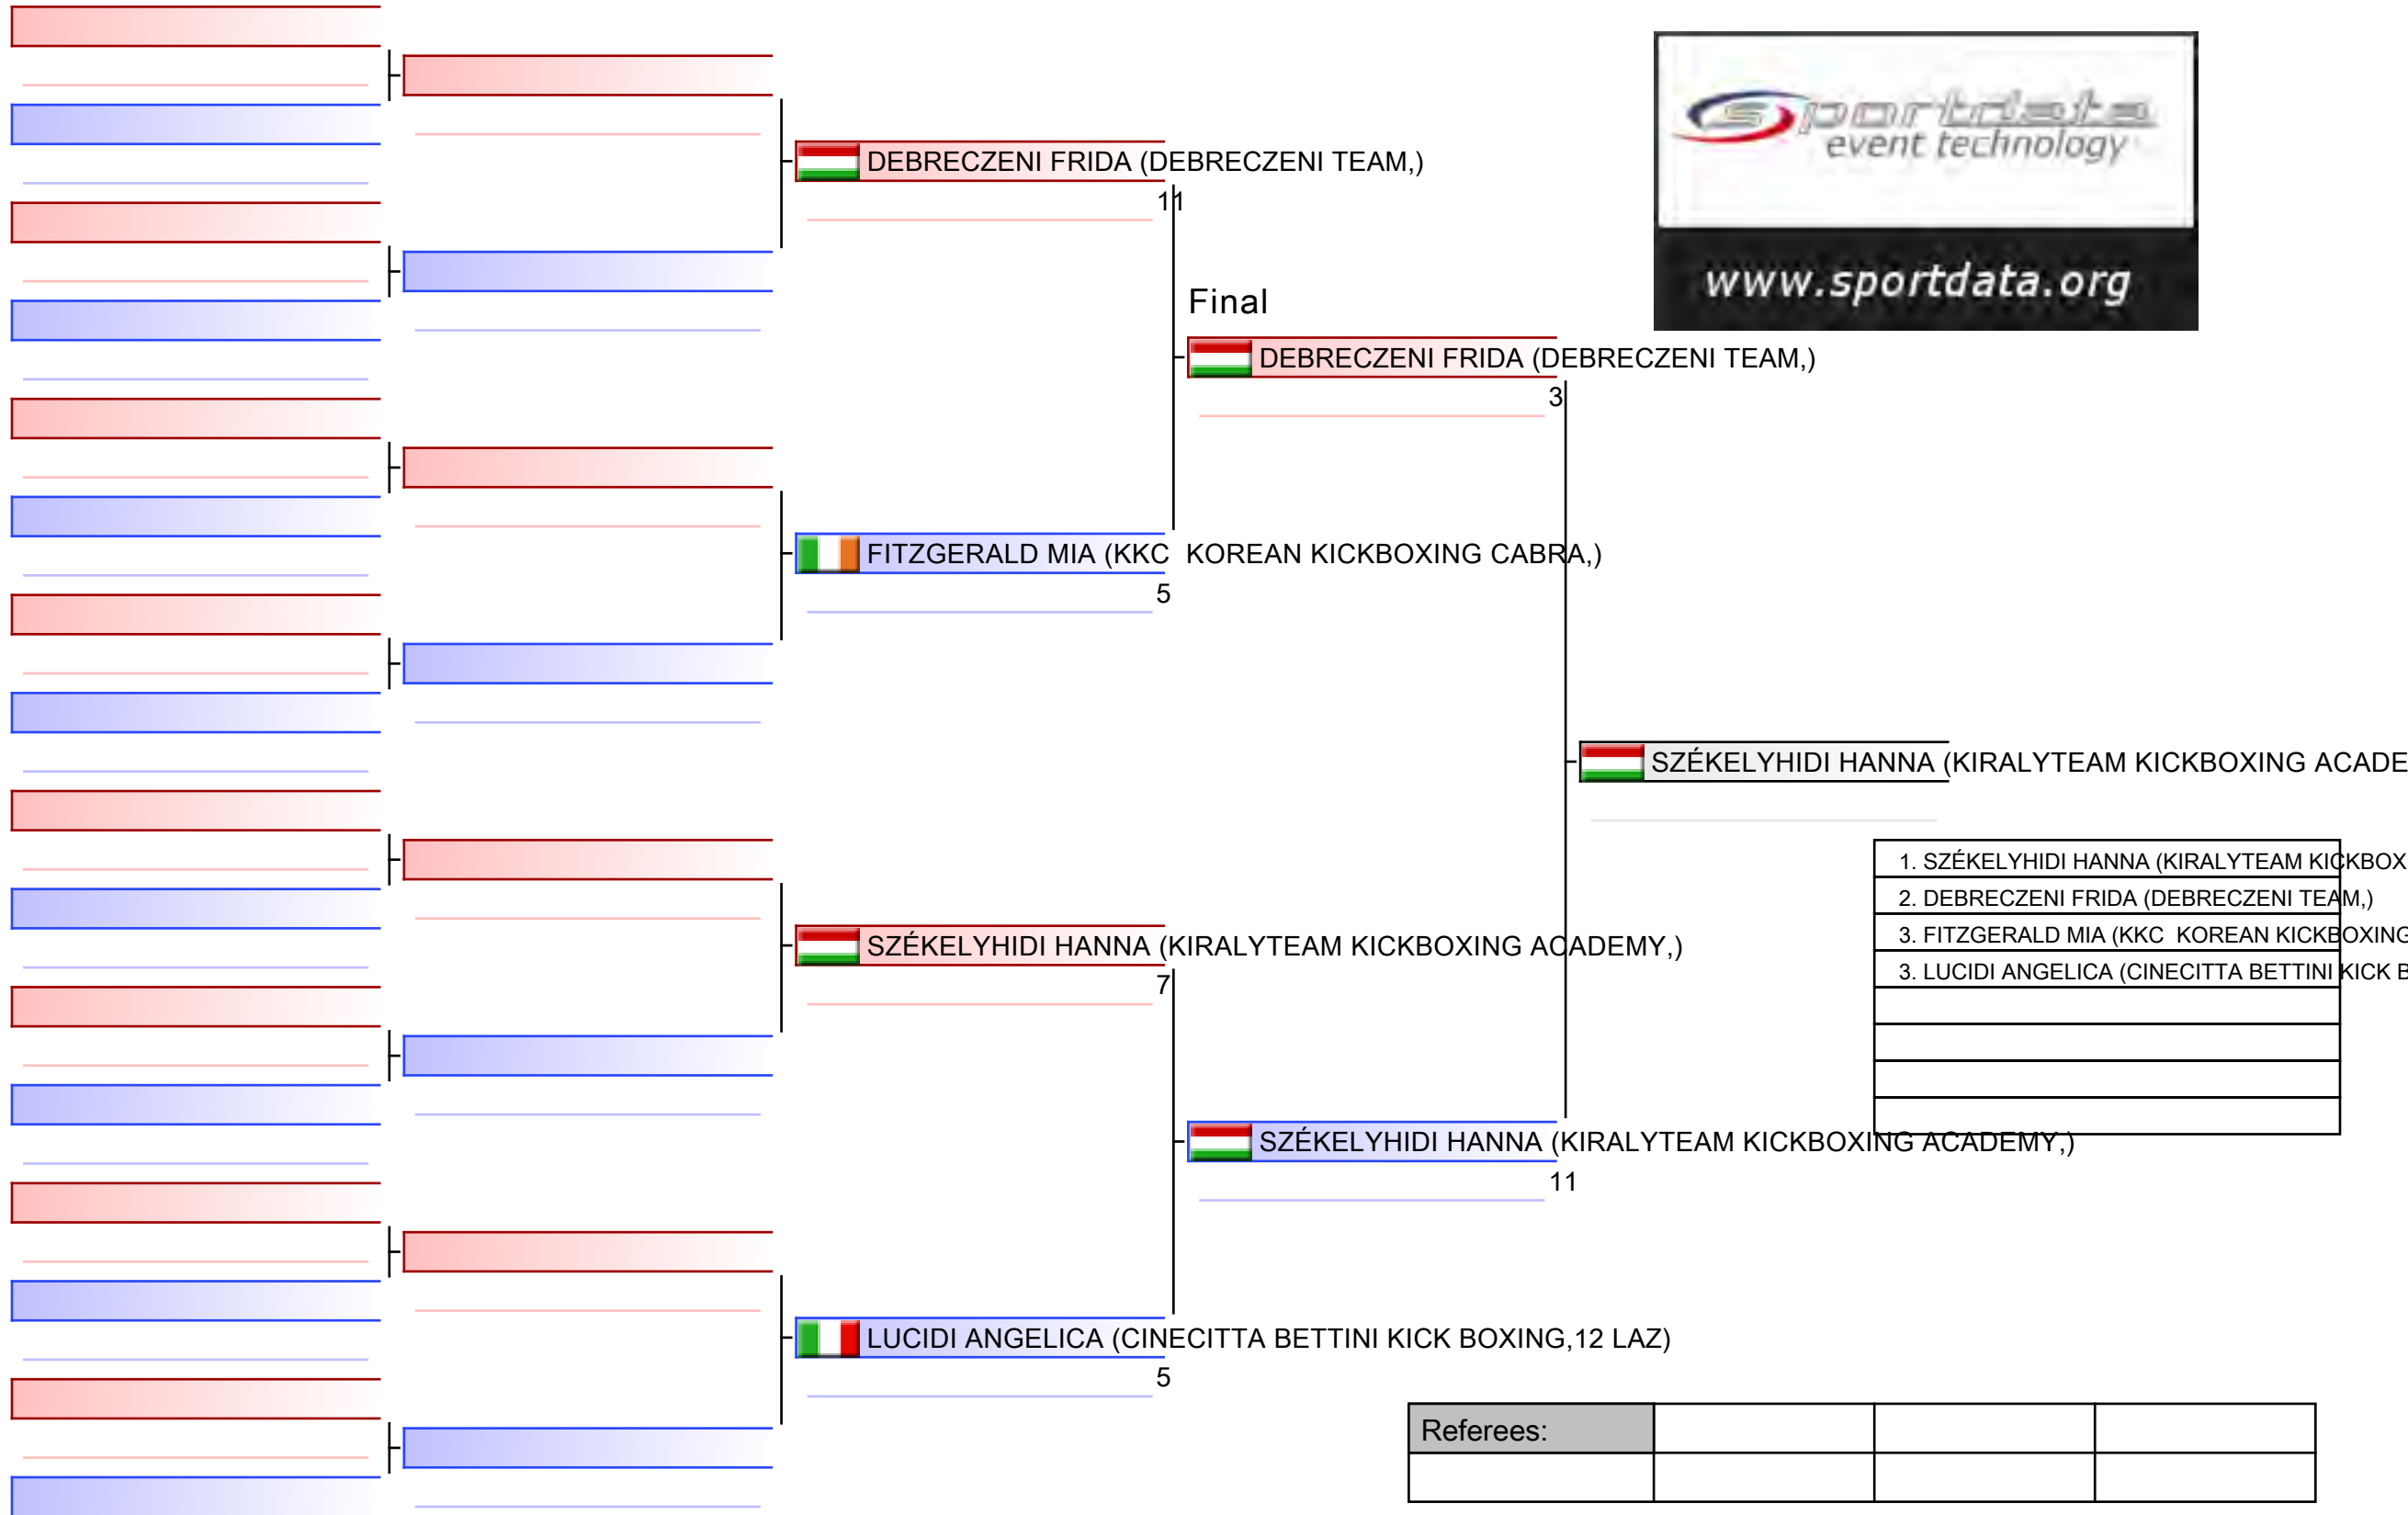 sportdata
event technology
www.sportdata.org
DEBRECZENI FRIDA (DEBRECZENI TEAM,)
11
Final
DEBRECZENI FRIDA (DEBRECZENI TEAM,)
3
FITZGERALD MIA (KKC  KOREAN KICKBOXING CABRA,)
5
SZÉKELYHIDI HANNA (KIRALYTEAM KICKBOXING ACADE
1. SZÉKELYHIDI HANNA (KIRALYTEAM KICKBOX
2. DEBRECZENI FRIDA (DEBRECZENI TEAM,)
3. FITZGERALD MIA (KKC  KOREAN KICKBOXING
3. LUCIDI ANGELICA (CINECITTA BETTINI KICK B
SZÉKELYHIDI HANNA (KIRALYTEAM KICKBOXING ACADEMY,)
7
SZÉKELYHIDI HANNA (KIRALYTEAM KICKBOXING ACADEMY,)
11
LUCIDI ANGELICA (CINECITTA BETTINI KICK BOXING,12 LAZ)
5
Referees: